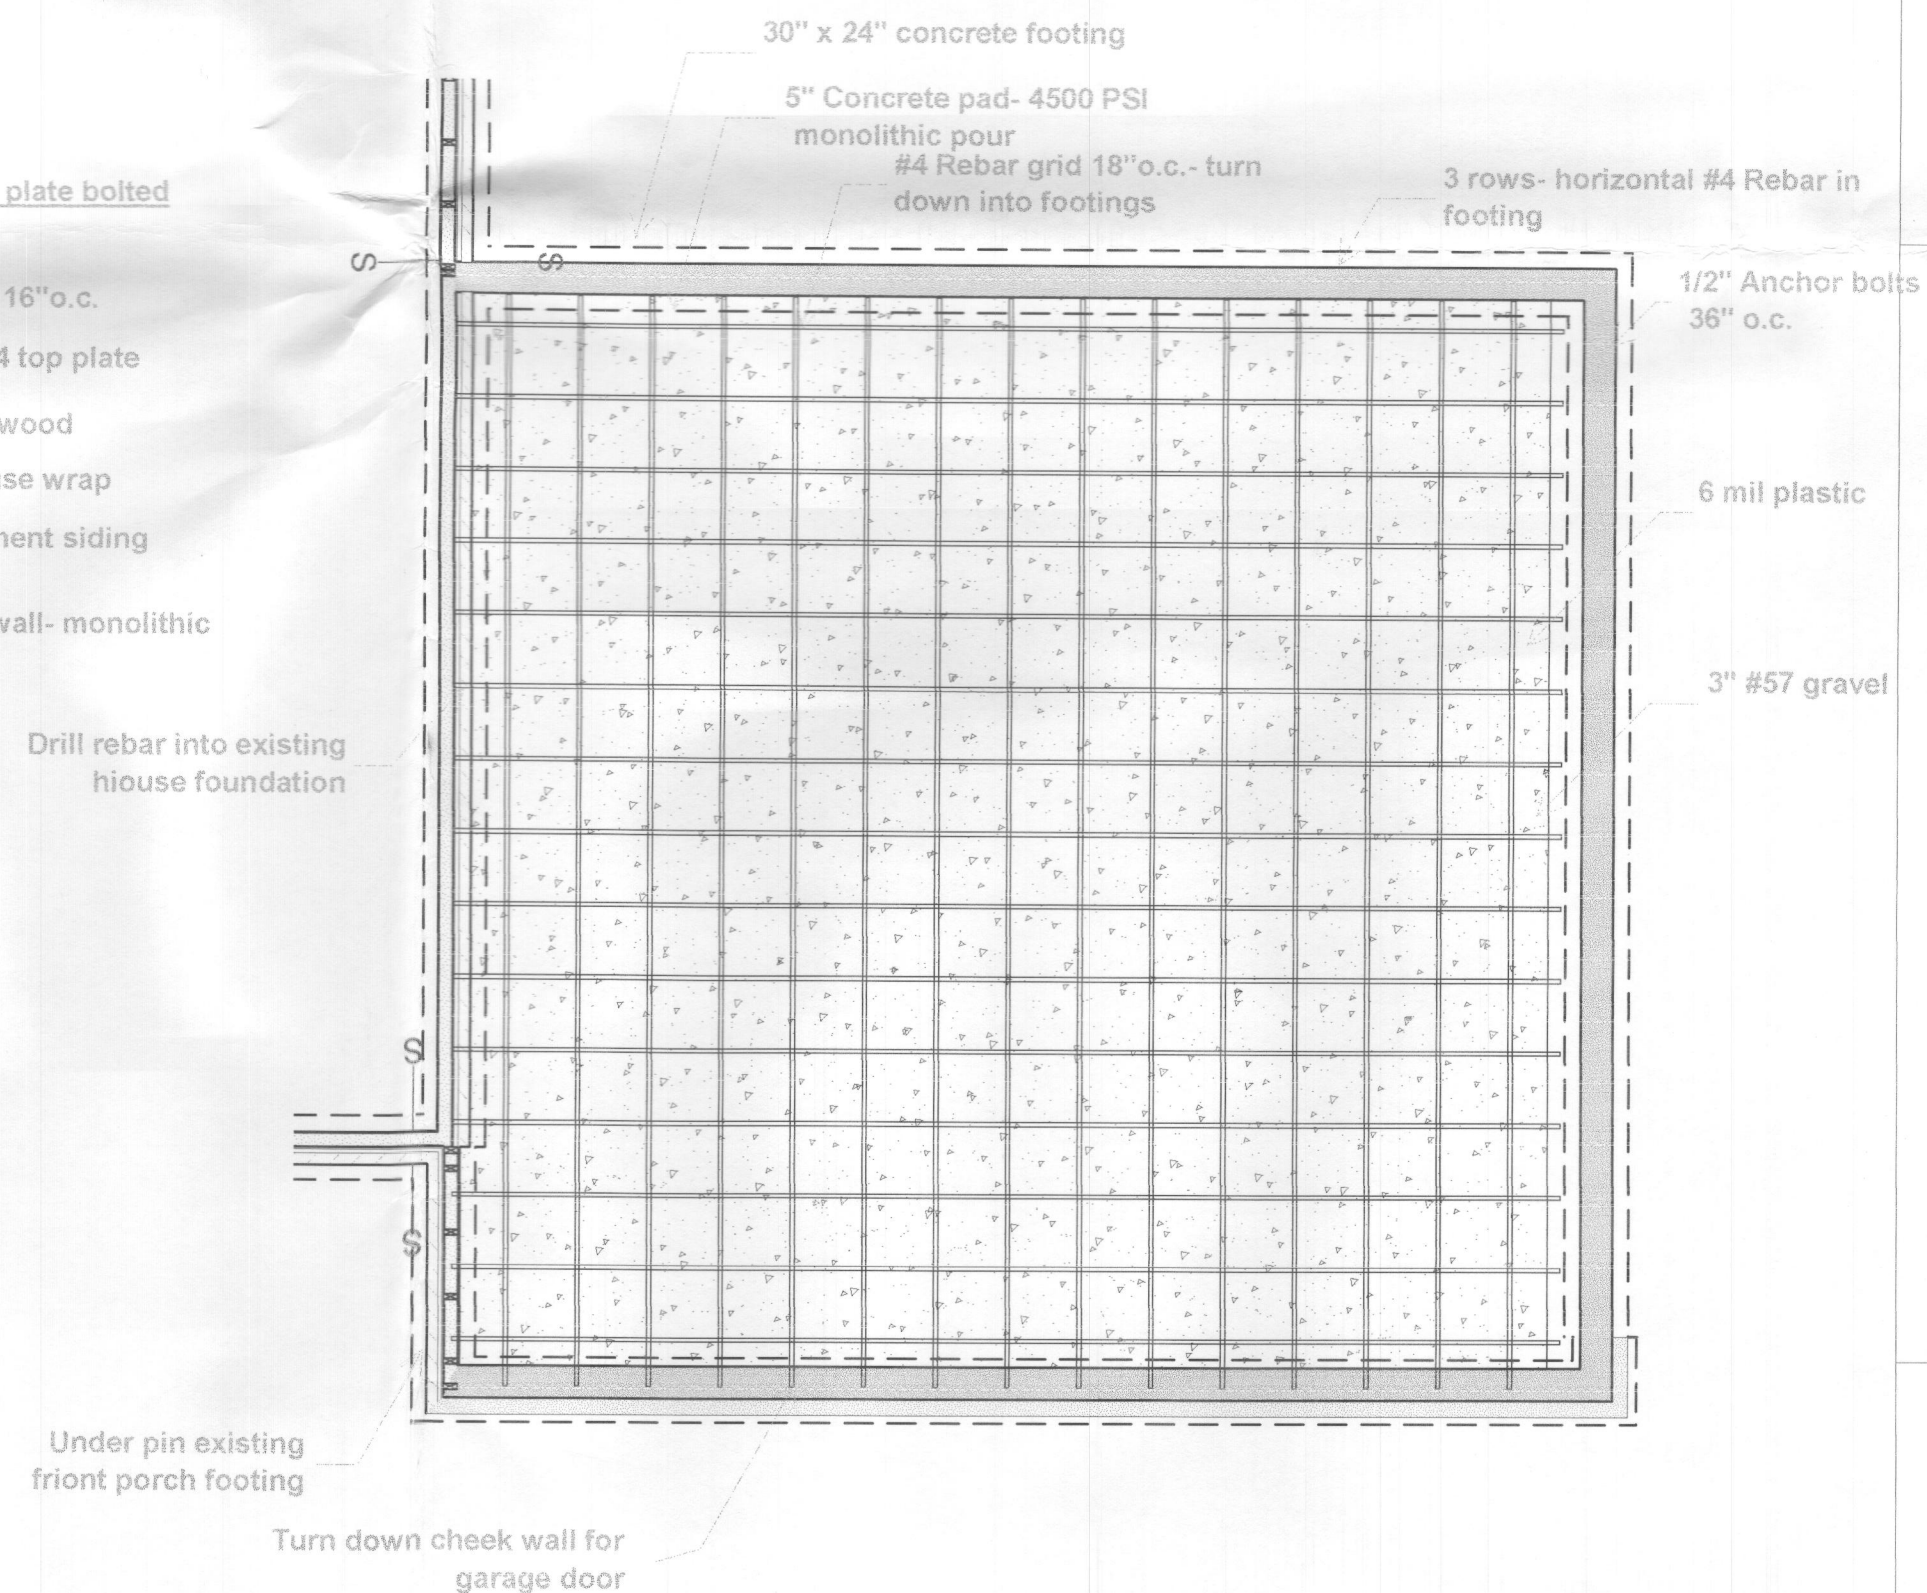 30" x 24" concrete footing
5" Concrete pad- 4500 PSI
monolithic pour
#4 Rebar grid 18"o.c.- turn
down into footings
3 rows- horizontal #4 Rebar in
footing
1/2" Anchor bolts
36" o.c.
6 mil plastic
3" #57 gravel
plate bolted
16"o.c.
4 top plate
wood
se wrap
ment siding
wall- monolithic
Drill rebar into existing
hiouse foundation
S
S
S
S
Under pin existing
friont porch footing
Turn down cheek wall for
garage door